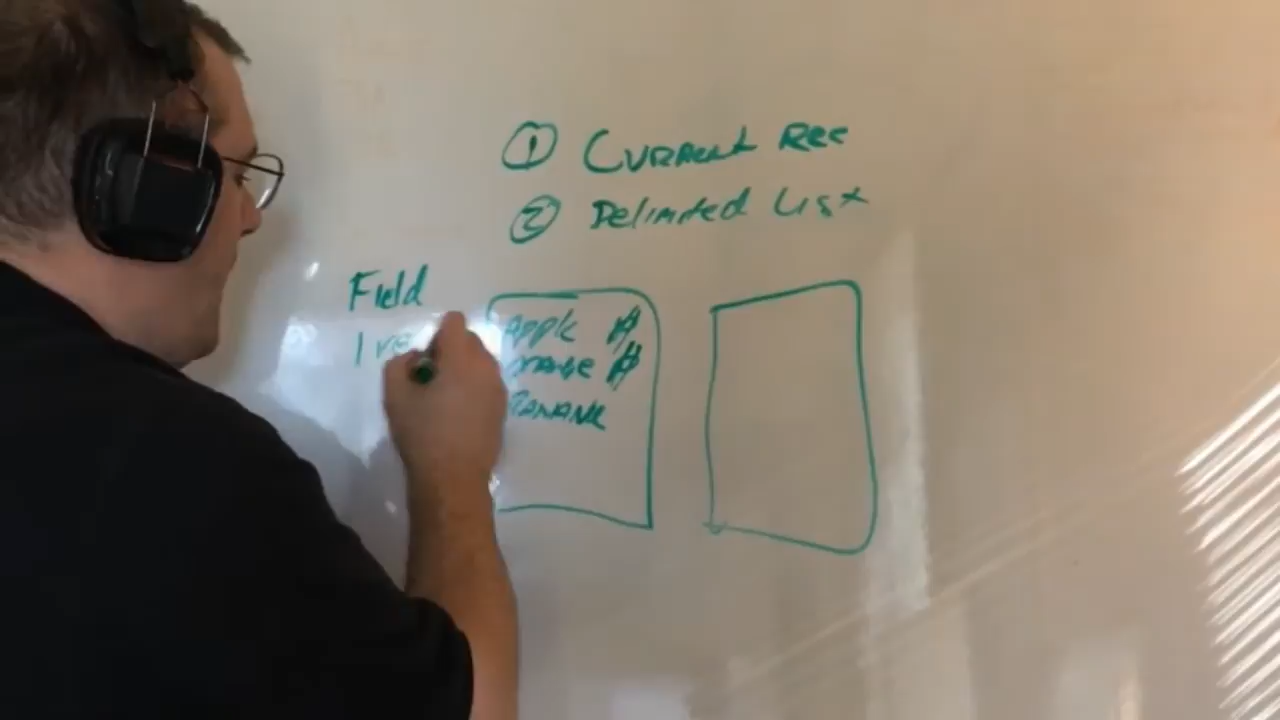 ① Current Rec
② Delimited List
Field
Apple #
orange #
Banana